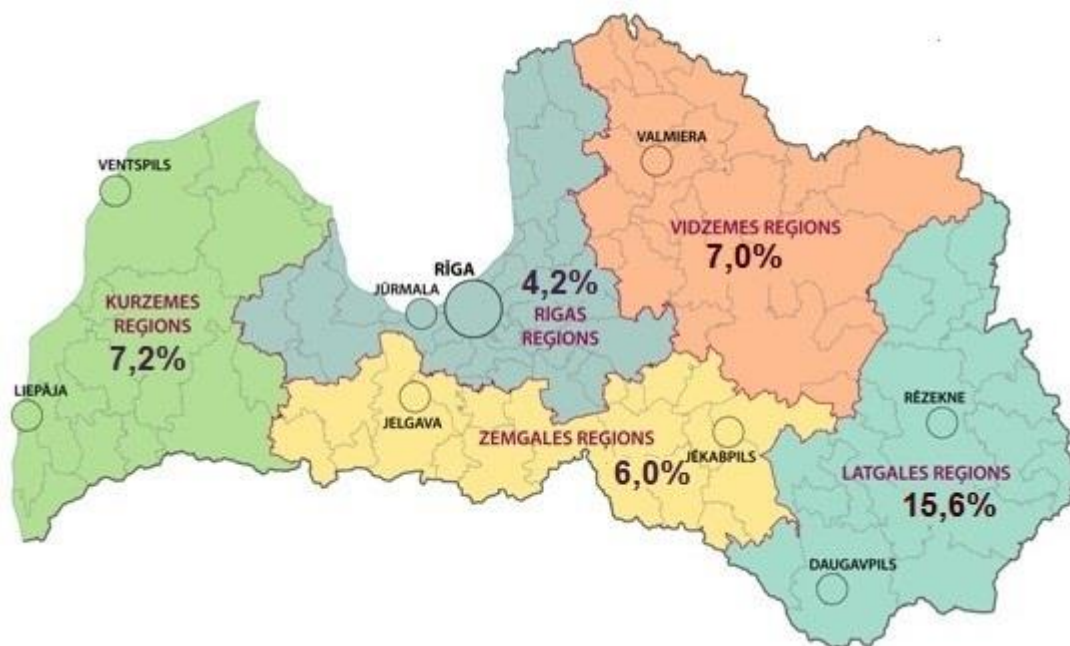 VENTSPILS
VALMIERA
VIDZEMES REĢIONS
7,0%
RĪGA
JŪRMALA
4,2%
RĪGAS
REĢIONS
KURZEMES
REĢIONS
7,2%
LIEPĀJA
JELGAVA
ZEMGALES REĢIONS
6,0%
JĒKABPILS
RĒZEKNE
LATGALES REĢIONS
15,6%
DAUGAVPILS